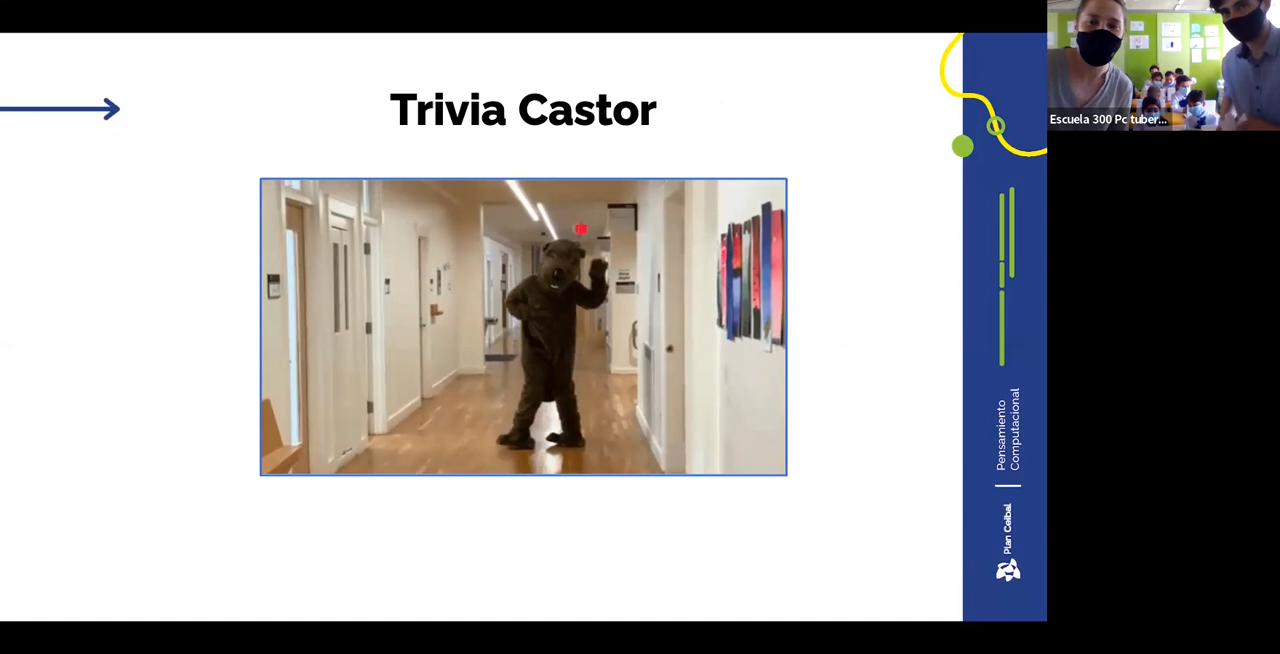 Trivia Castor
Escuela 300 Pc tuber...
Pensamiento
Computacional
Plan Ceibal